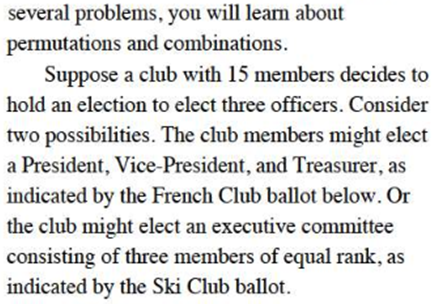 several problems, you will learn about
permutations and combinations.
Suppose a club with 15 members decides to
hold an election to elect three officers. Consider
two possibilities. The club members might elect
a President, Vice-President, and Treasurer, as
indicated by the French Club ballot below. Or
the club might elect an executive committee
consisting of three members of equal rank, as
indicated by the Ski Club ballot.